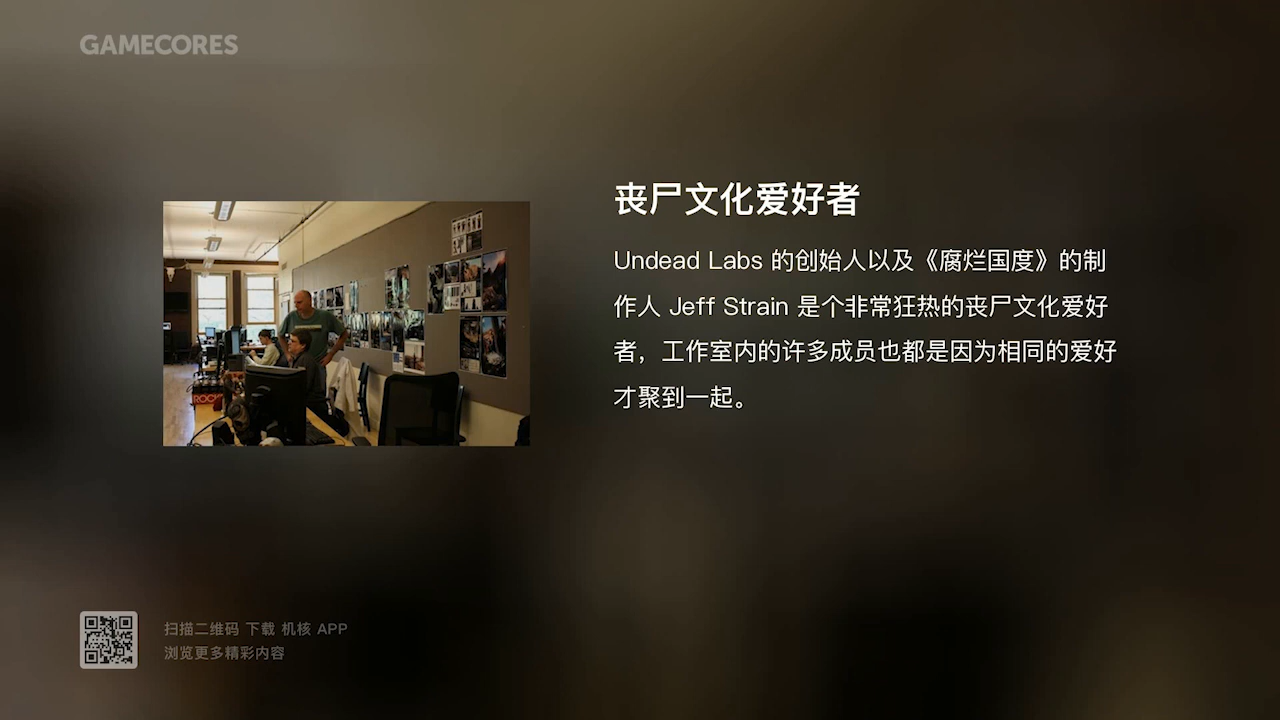 GAMECORES
丧尸文化爱好者
Undead Labs 的创始人以及《腐烂国度》的制
作人 Jeff Strain 是个非常狂热的丧尸文化爱好
者，工作室内的许多成员也都是因为相同的爱好
才聚到一起。
ROCK
扫描二维码 下载 机核 APP
浏览更多精彩内容